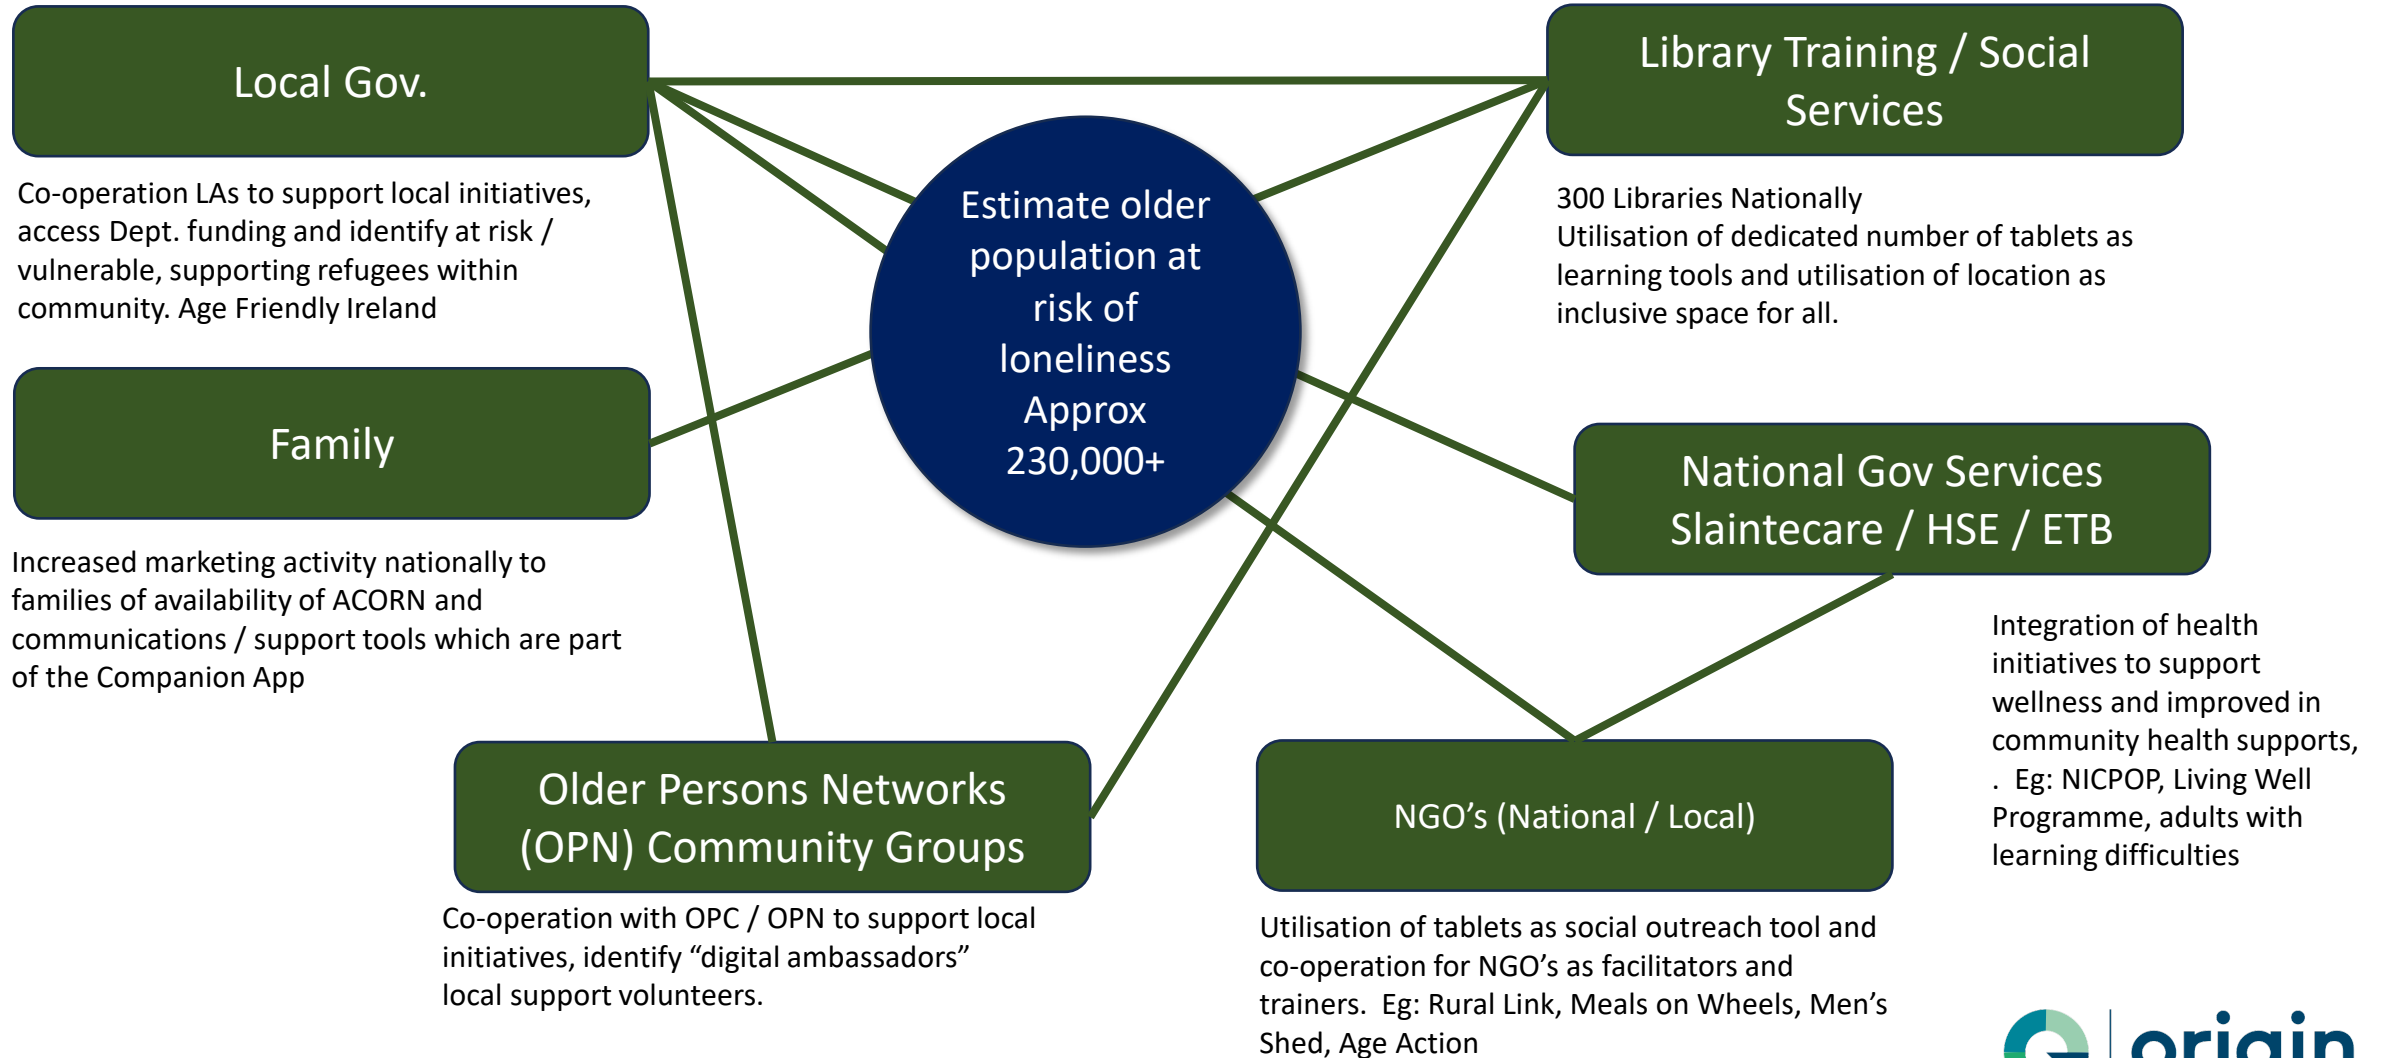 Local Gov.
Co-operation LAs to support local initiatives,
access Dept. funding and identify at risk /
vulnerable, supporting refugees within
community. Age Friendly Ireland
Family
Increased marketing activity nationally to
families of availability of ACORN and
communications / support tools which are part
of the Companion App
Estimate older
population at
risk of
loneliness
Approx
230,000+
Library Training / Social
Services
300 Libraries Nationally
Utilisation of dedicated number of tablets as
learning tools and utilisation of location as
inclusive space for all.
National Gov Services
Slaintecare / HSE / ETB
Integration of health
initiatives to support
wellness and improved in
community health supports,
. Eg: NICPOP, Living Well
Programme, adults with
learning difficulties
Older Persons Networks
(OPN) Community Groups
Co-operation with OPC / OPN to support local
initiatives, identify “digital ambassadors”
local support volunteers.
NGO’s (National / Local)
Utilisation of tablets as social outreach tool and
co-operation for NGO’s as facilitators and
trainers. Eg: Rural Link, Meals on Wheels, Men’s
Shed, Age Action
origin